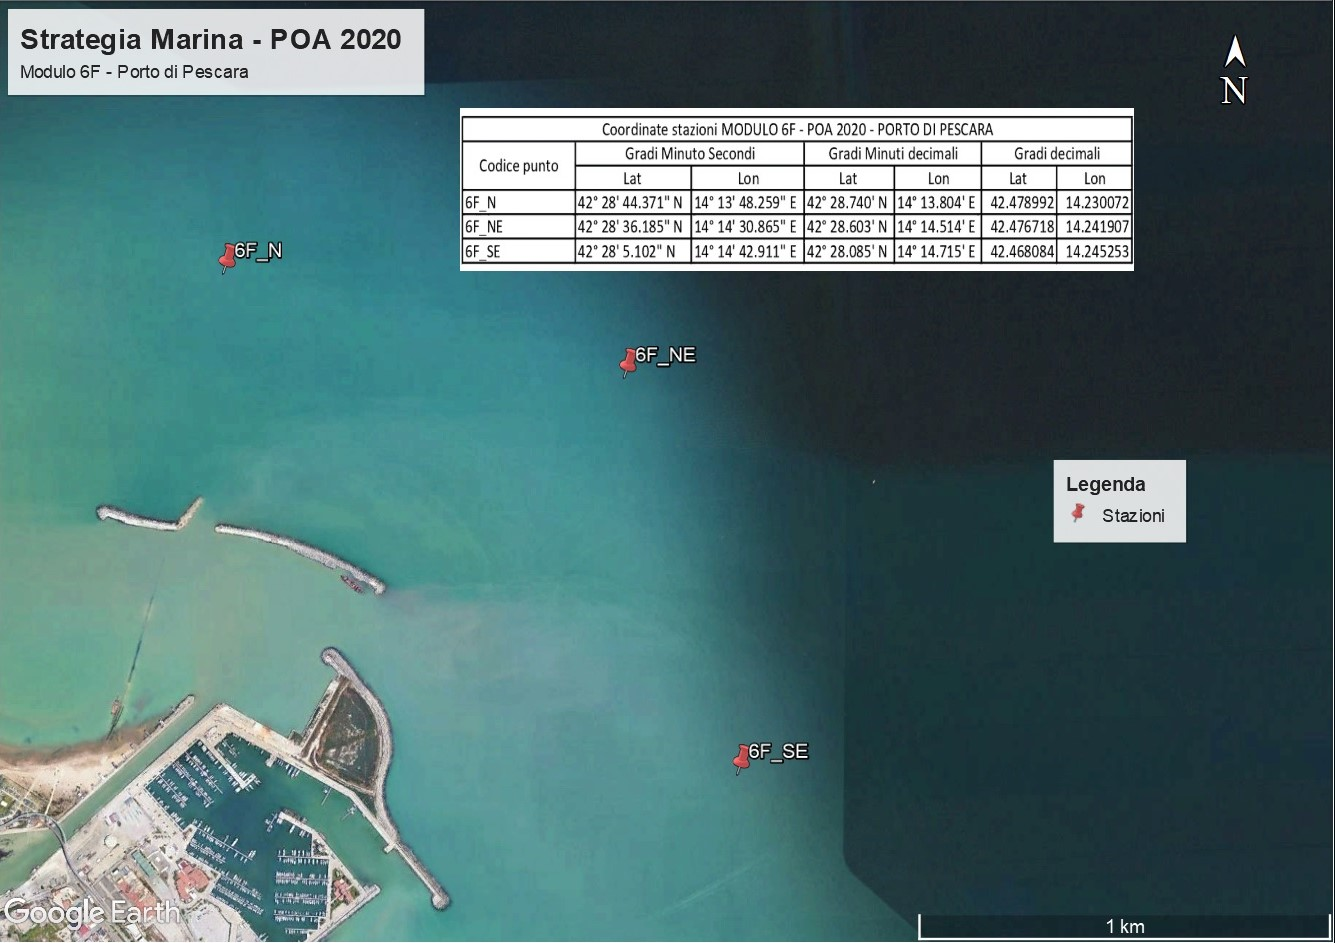 Strategia Marina - POA 2020
Modulo 6F - Porto di Pescara
N
Coordinate stazioni MODULO 6F - POA 2020 - PORTO DI PESCARA
Codice punto Gradi Minuto Secondi Gradi Minuti decimali Gradi decimali
Lat Lon Lat Lon Lat Lon
6F_N 42° 28' 44.371" N 14° 13' 48.259" E 42° 28.740' N 14° 13.804' E 42.478992 14.230072
6F_NE 42° 28' 36.185" N 14° 14' 30.865" E 42° 28.603' N 14° 14.514' E 42.476718 14.241907
6F_SE 42° 28' 5.102" N 14° 14' 42.911" E 42° 28.085' N 14° 14.715' E 42.468084 14.245253
6F_N
6F_NE
Legenda
Stazioni
6F_SE
Google Earth
1 km